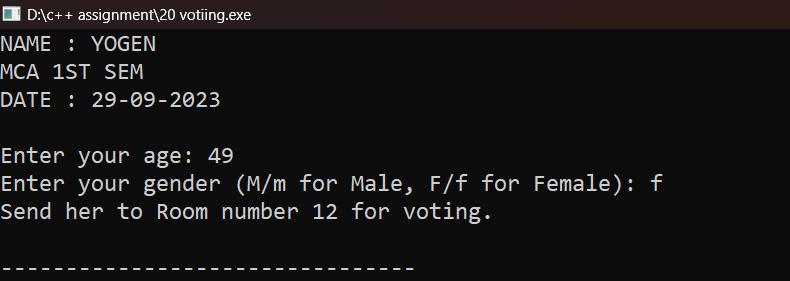 D:\c++ assignment\20 votiing.exe
NAME : YOGEN
MCA 1ST SEM
DATE : 29-09-2023
Enter your age: 49
Enter your gender (M/m for Male, F/f for Female): f
Send her to Room number 12 for voting.
--------------------------------